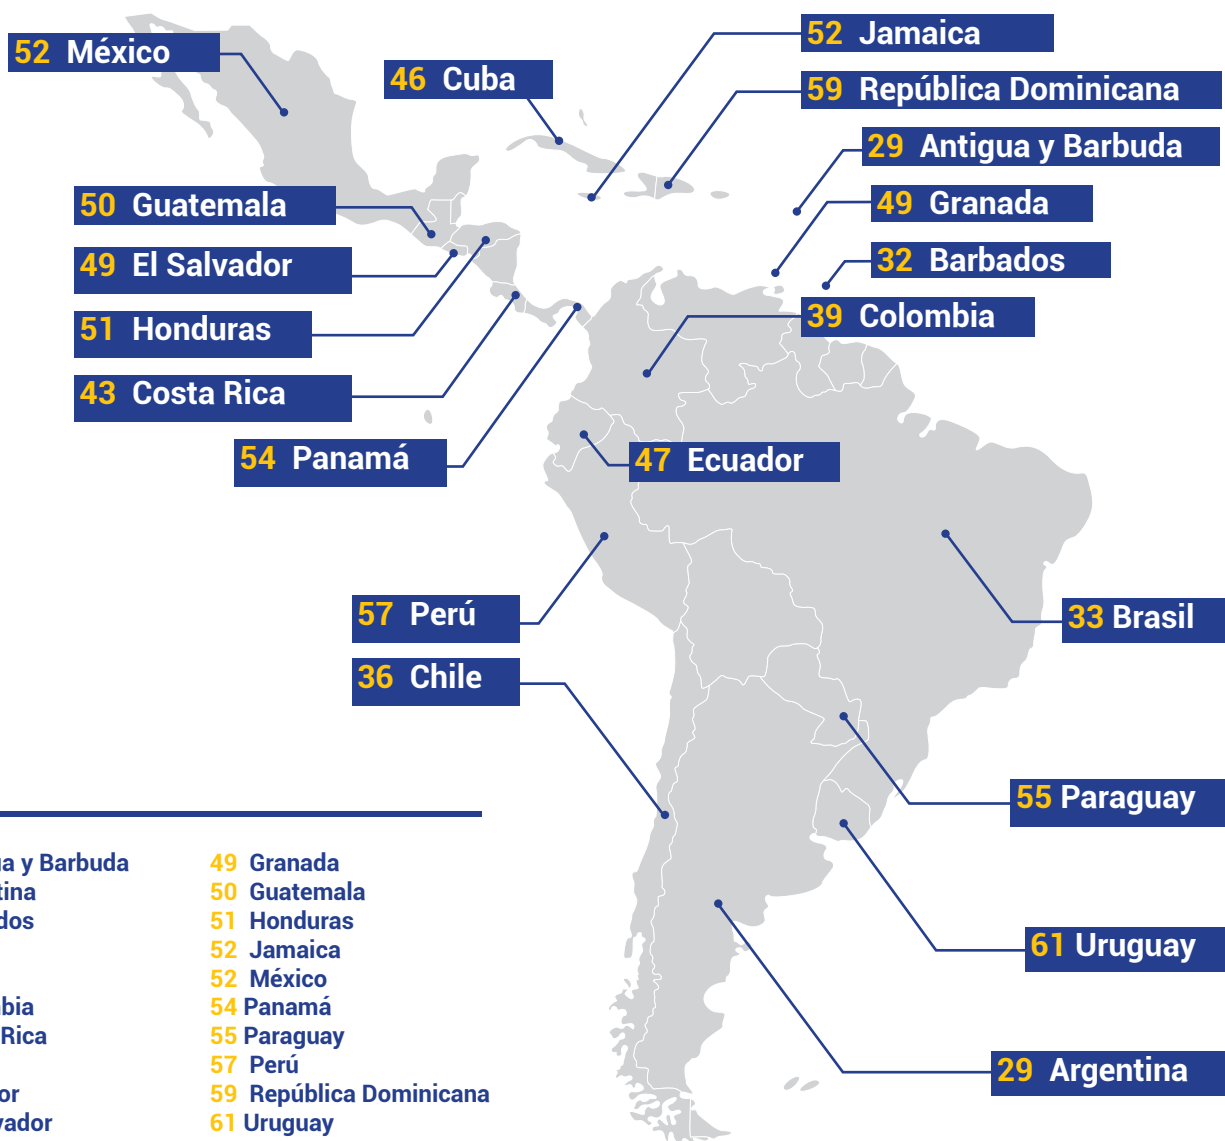 52 México
52 Jamaica
46 Cuba
59 República Dominicana
29 Antigua y Barbuda
50 Guatemala
49 Granada
49 El Salvador
32 Barbados
51 Honduras
39 Colombia
43 Costa Rica
54 Panamá
47 Ecuador
57 Perú
33 Brasil
36 Chile
55 Paraguay
61 Uruguay
29 Argentina
y Barbuda
Rica
49 Granada
50 Guatemala
51 Honduras
52 Jamaica
52 México
54 Panamá
55 Paraguay
57 Perú
59 República Dominicana
61 Uruguay